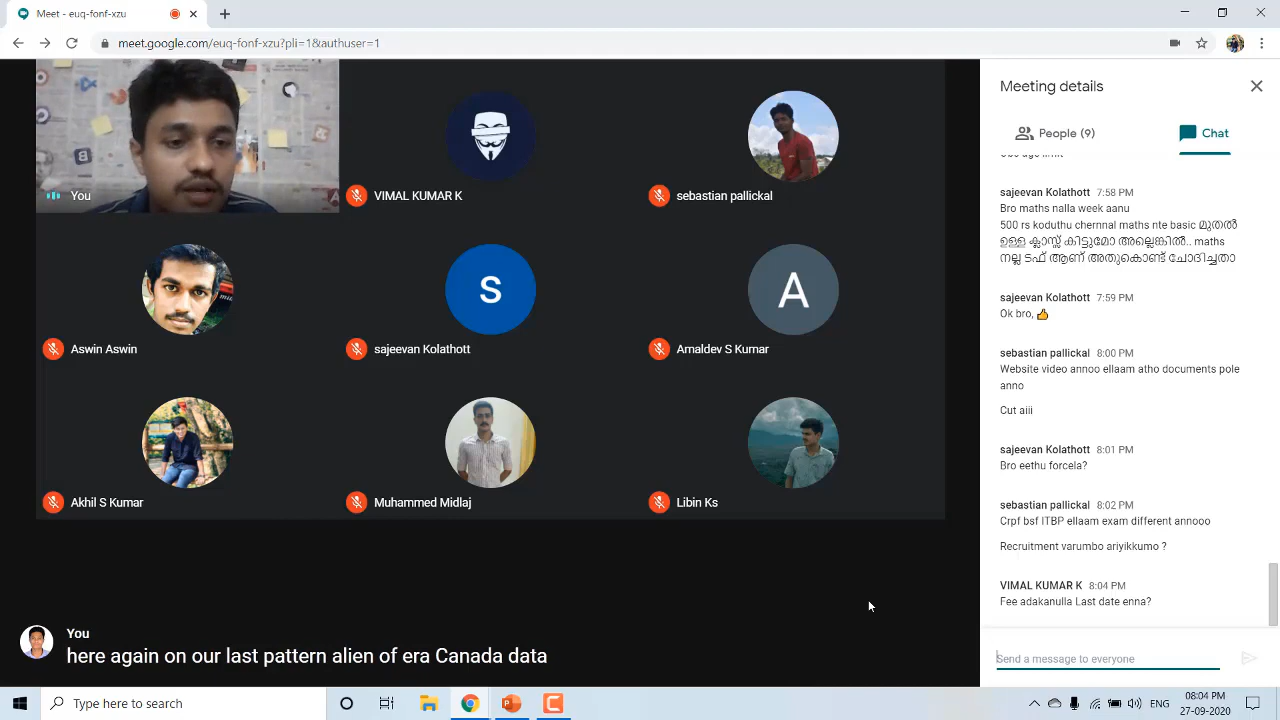 Meet - euq-fonf-xzu
meet.google.com/euq-fonf-xzu?pli=1&authuser=1
You
VIMAL KUMAR K
sebastian pallickal
Aswin Aswin
sajeevan Kolathott
S
Amaldev S Kumar
A
Akhil S Kumar
Muhammed Midlaj
Libin Ks
You
here again on our last pattern alien of era Canada data
Meeting details
People (9)
Chat
sajeevan Kolathott 7:58 PM
Bro maths nalla week aanu
500 rs koduthu chernnal maths nte basic മുതൽ
ഉള്ള ക്ലാസ്സ് കിട്ടുമോ അല്ലെങ്കിൽ.. maths
നല്ല ടഫ് ആണ് അതുകൊണ്ട് ചോദിച്ചതാ
sajeevan Kolathott 7:59 PM
Ok bro, 👍
sebastian pallickal 8:00 PM
Website video annoo ellaam atho documents pole
anno
Cut aiii
sajeevan Kolathott 8:01 PM
Bro eethu forcela?
sebastian pallickal 8:02 PM
Crpf bsf ITBP ellaam exam different annooo
Recruitment varumbo ariyikkumo ?
VIMAL KUMAR K 8:04 PM
Fee adakanulla Last date enna?
Send a message to everyone
Type here to search
ENG
08:04 PM
27-09-2020